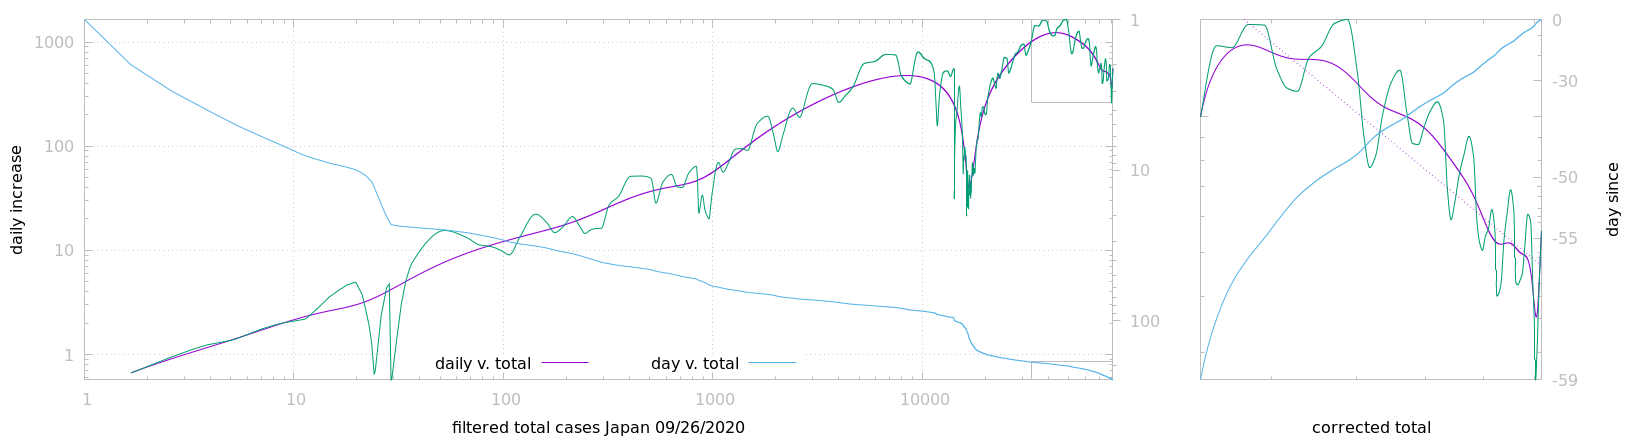 1000
100
10
1
daily increase
daily v. total
day v. total
1
10
100
1000
10000
filtered total cases Japan 09/26/2020
1
10
100
0
-30
-50
-55
-59
day since
corrected total